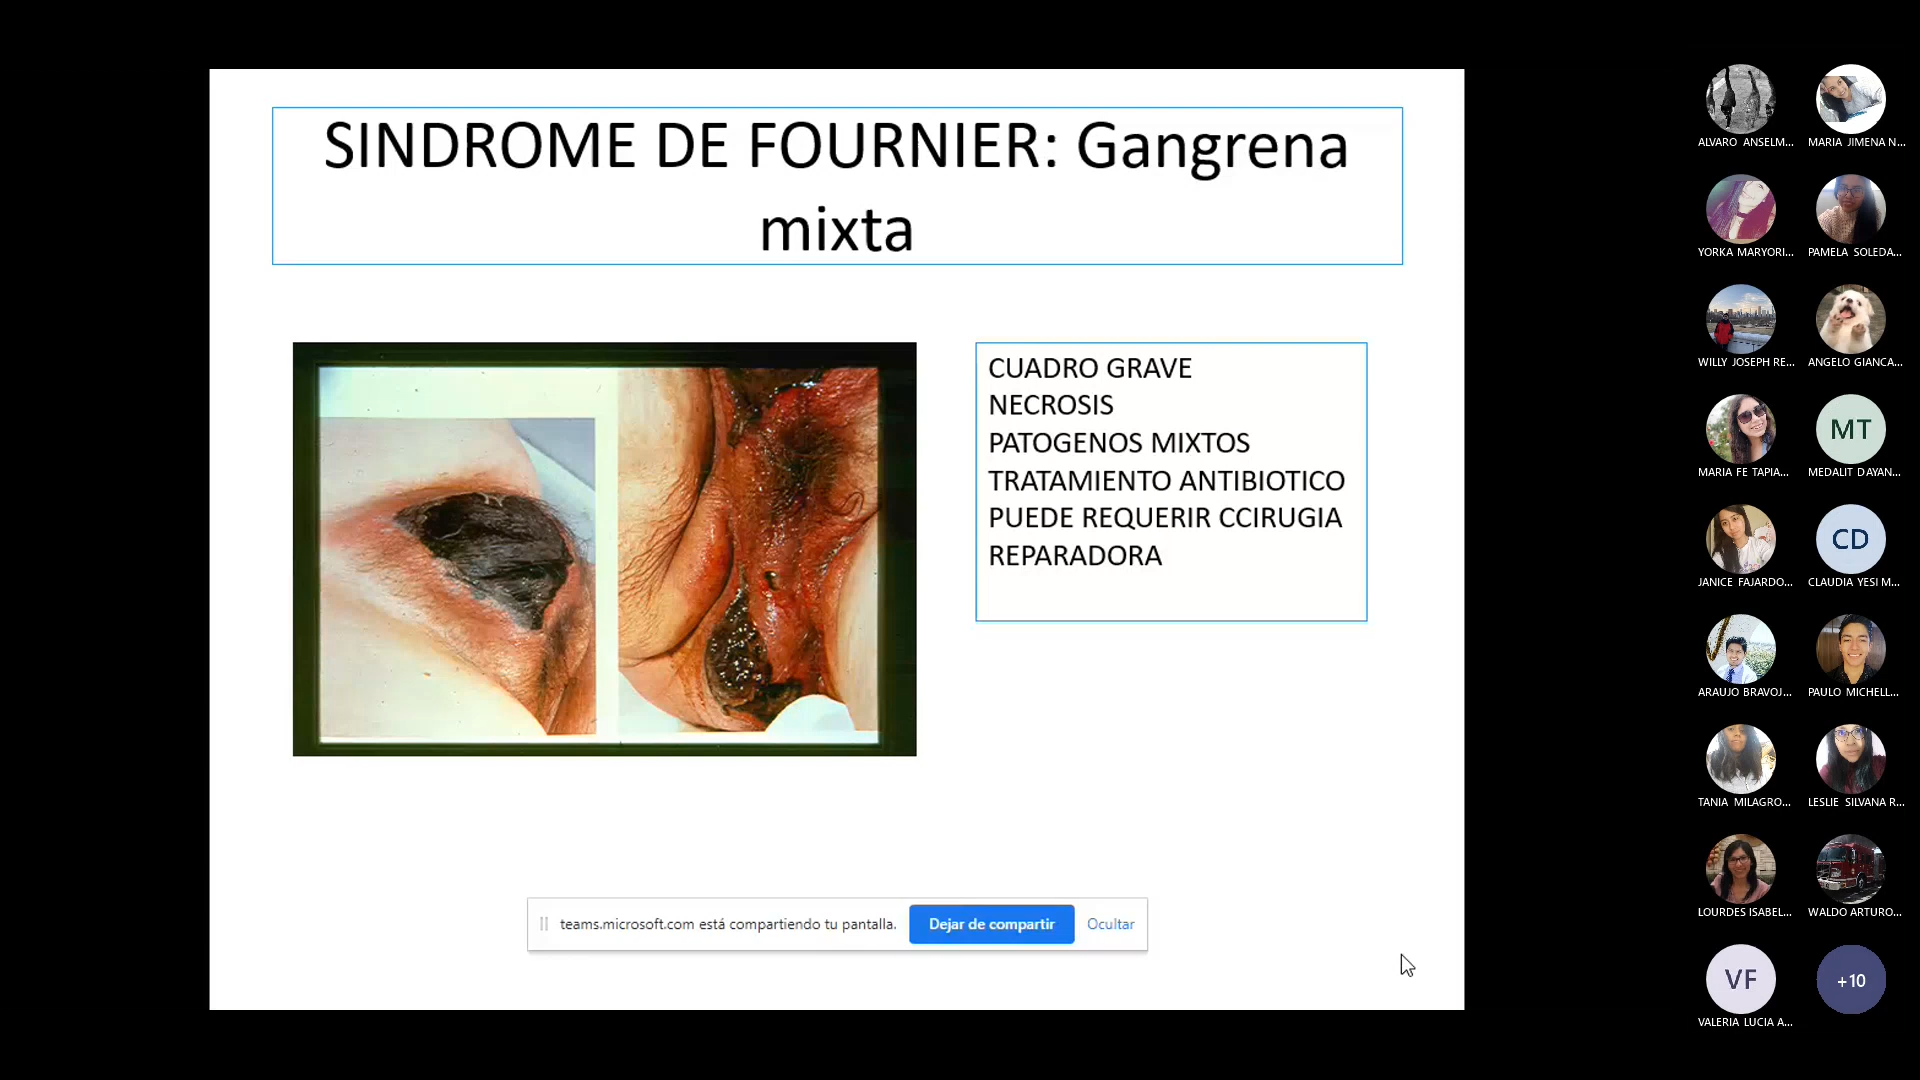 SINDROME DE FOURNIER: Gangrena
mixta
CUADRO GRAVE
NECROSIS
PATOGENOS MIXTOS
TRATAMIENTO ANTIBIOTICO
PUEDE REQUERIR CCIRUGIA
REPARADORA
teams.microsoft.com está compartiendo tu pantalla.
Dejar de compartir
Ocultar
ALVARO ANSELM...
MARIA JIMENA N...
YORKA MARYORI...
PAMELA SOLEDA...
WILLY JOSEPH RE...
ANGELO GIANCA...
MARIA FE TAPIA...
MT
MEDALIT DAYAN...
JANICE FAJARDO...
CD
CLAUDIA YESI M...
ARAUJO BRAVOJ...
PAULO MICHELL...
TANIA MILAGRO...
LESLIE SILVANA R...
LOURDES ISABEL...
WALDO ARTURO...
VF
VALERIA LUCIA A...
+10